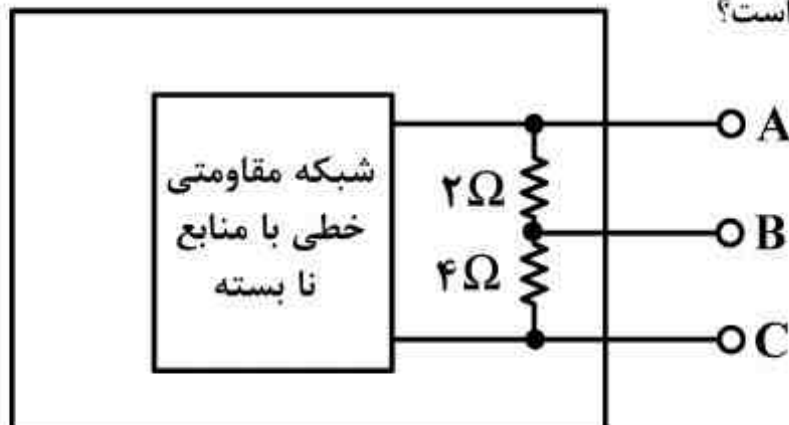 است؟
A
شبکه مقاومتی
۲Ω
خطی با منابع
B
نا بسته
۴Ω
C